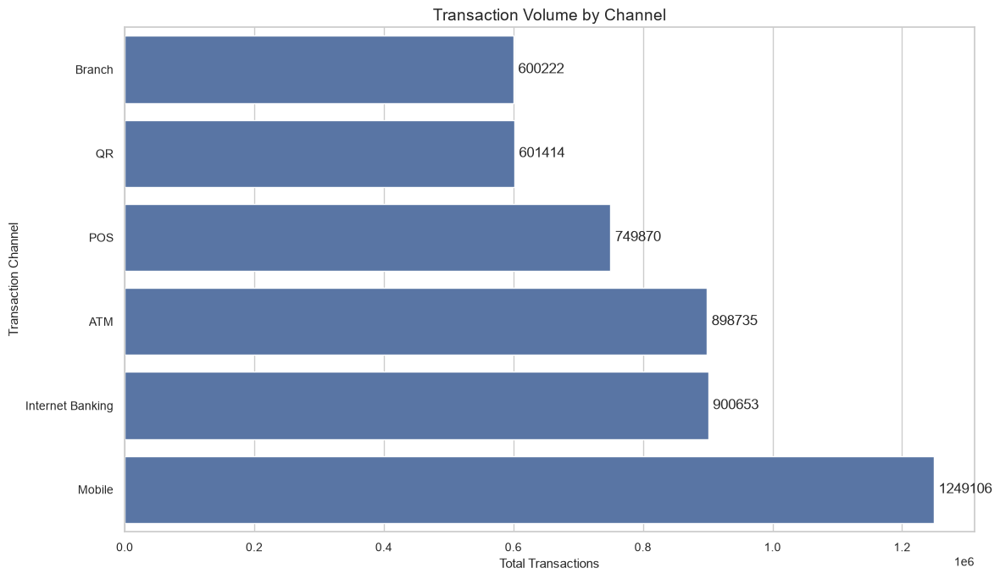 Transaction Volume by Channel
Transaction Channel
Branch
600222
QR
601414
POS
749870
ATM
898735
Internet Banking
900653
Mobile
1249106
0.0 0.2 0.4 0.6 0.8 1.0 1.2
1e6
Total Transactions